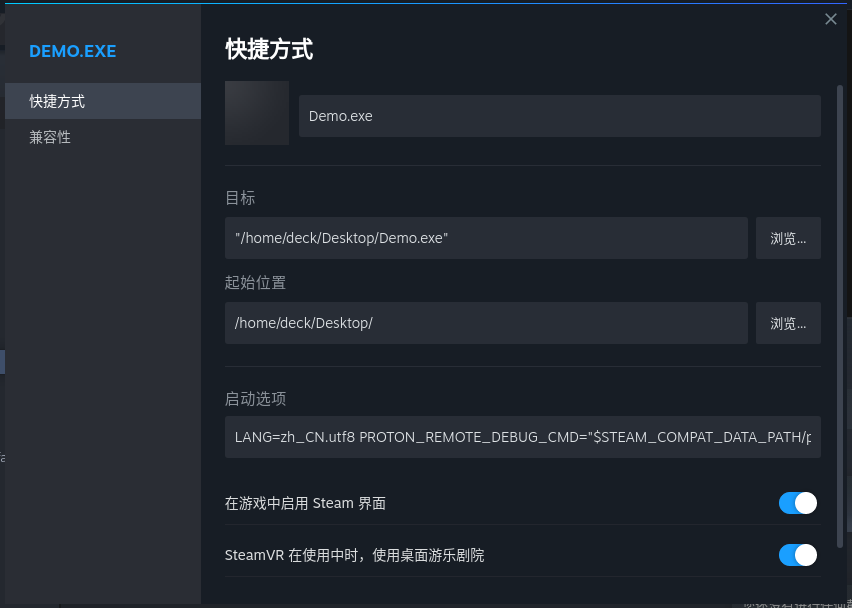 DEMO.EXE
快捷方式
兼容性
快捷方式
Demo.exe
目标
"/home/deck/Desktop/Demo.exe"
浏览...
起始位置
/home/deck/Desktop/
浏览...
启动选项
LANG=zh_CN.utf8 PROTON_REMOTE_DEBUG_CMD="$STEAM_COMPAT_DATA_PATH/p
在游戏中启用 Steam 界面
SteamVR 在使用中时，使用桌面游乐剧院